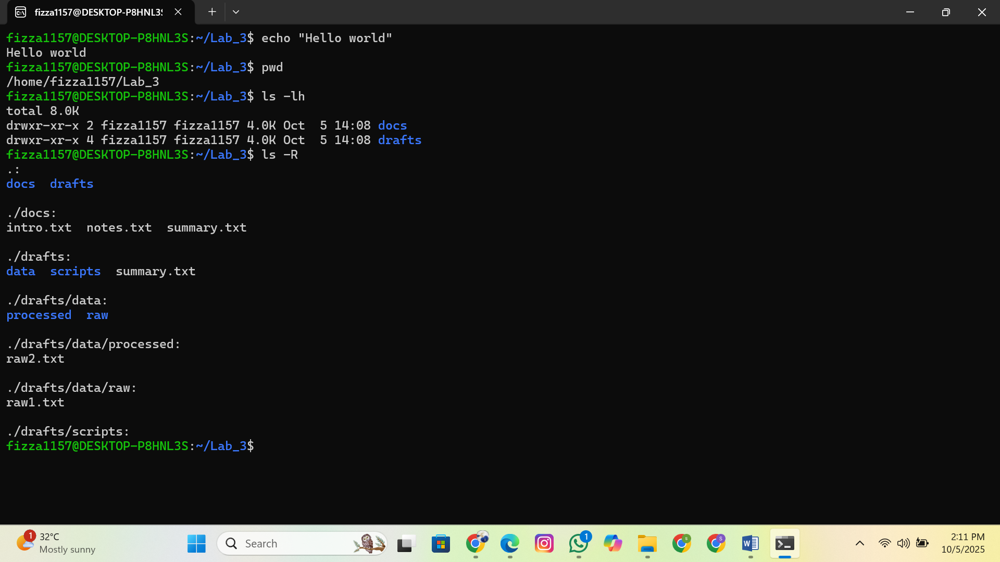 fizza1157@DESKTOP-P8HNL3S
fizza1157@DESKTOP-P8HNL3S:~/Lab_3$ echo "Hello world"
Hello world
fizza1157@DESKTOP-P8HNL3S:~/Lab_3$ pwd
/home/fizza1157/Lab_3
fizza1157@DESKTOP-P8HNL3S:~/Lab_3$ ls -lh
total 8.0K
drwxr-xr-x 2 fizza1157 fizza1157 4.0K Oct  5 14:08 docs
drwxr-xr-x 4 fizza1157 fizza1157 4.0K Oct  5 14:08 drafts
fizza1157@DESKTOP-P8HNL3S:~/Lab_3$ ls -R
.:
docs  drafts

./docs:
intro.txt  notes.txt  summary.txt

./drafts:
data  scripts  summary.txt

./drafts/data:
processed  raw

./drafts/data/processed:
raw2.txt

./drafts/data/raw:
raw1.txt

./drafts/scripts:
fizza1157@DESKTOP-P8HNL3S:~/Lab_3$
1 32°C
Mostly sunny
Search
1
2:11 PM
10/5/2025